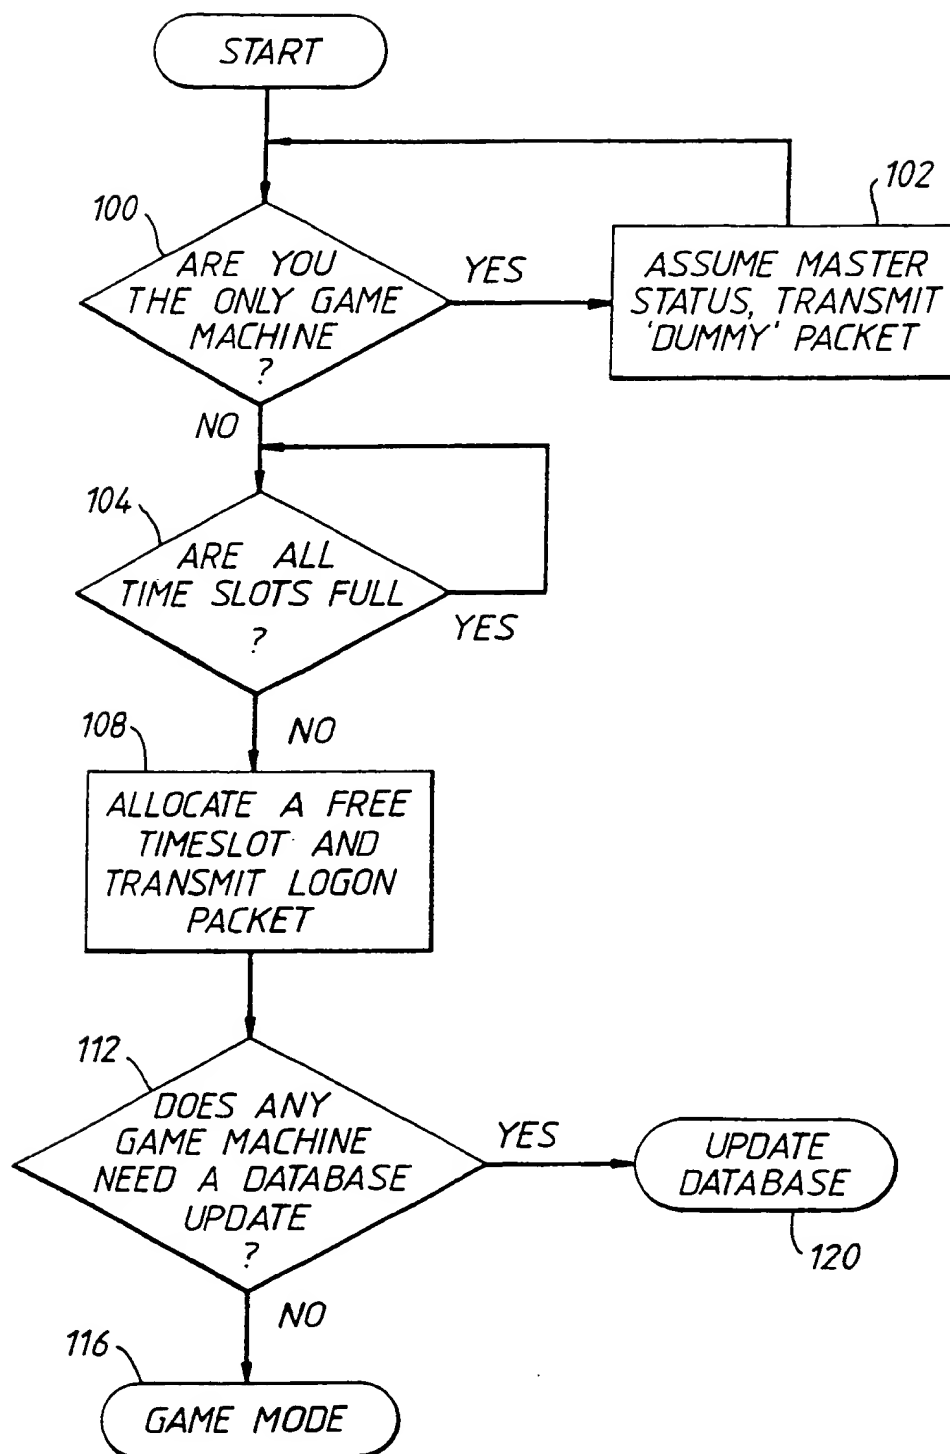 START
102
100
ARE YOU
THE ONLY GAME
MACHINE
?
YES
ASSUME MASTER
STATUS, TRANSMIT
'DUMMY' PACKET
NO
104
ARE ALL
TIME SLOTS FULL
?
YES
NO
108
ALLOCATE A FREE
TIMESLOT AND
TRANSMIT LOGON
PACKET
112
DOES ANY
GAME MACHINE
NEED A DATABASE
UPDATE
?
YES
UPDATE
DATABASE
120
NO
116
GAME MODE